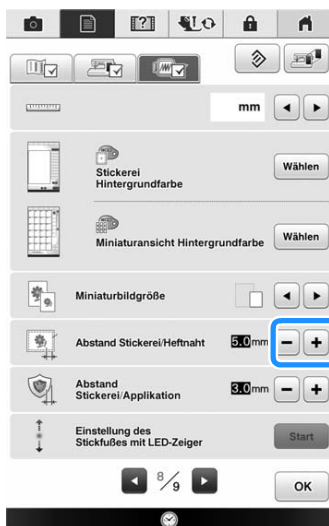 mm
Stickerei
Hintergrundfarbe
Wählen
Miniaturansicht Hintergrundfarbe
Wählen
Miniaturbildgröße
Abstand Stickerei/Heftnaht
5.0mm
Abstand
Stickerei/Applikation
3.0mm
Einstellung des
Stickfußes mit LED-Zeiger
Start
8/9
OK